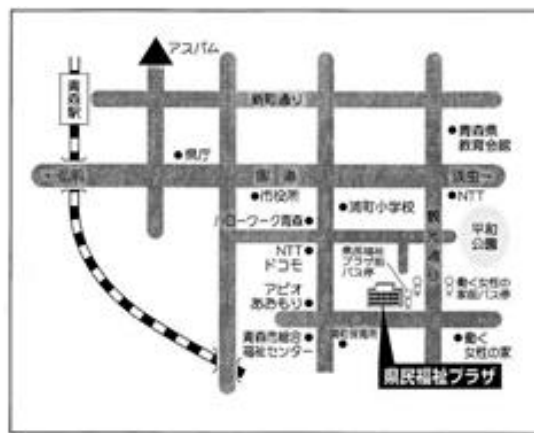 アスパム
青森駅
新町通り
青森県
教育会館
●県庁
←弘前
国道
浅虫→
●市役所
●浦町小学校
●NTT
ハローワーク青森●
観光通り
平和
公園
NTT
ドコモ
県民福祉
プラザ前
バス停
働く女性の
家前バス停
アピオ
あおもり
青森市総合
福祉センター
●働く
女性の家
県民福祉プラザ